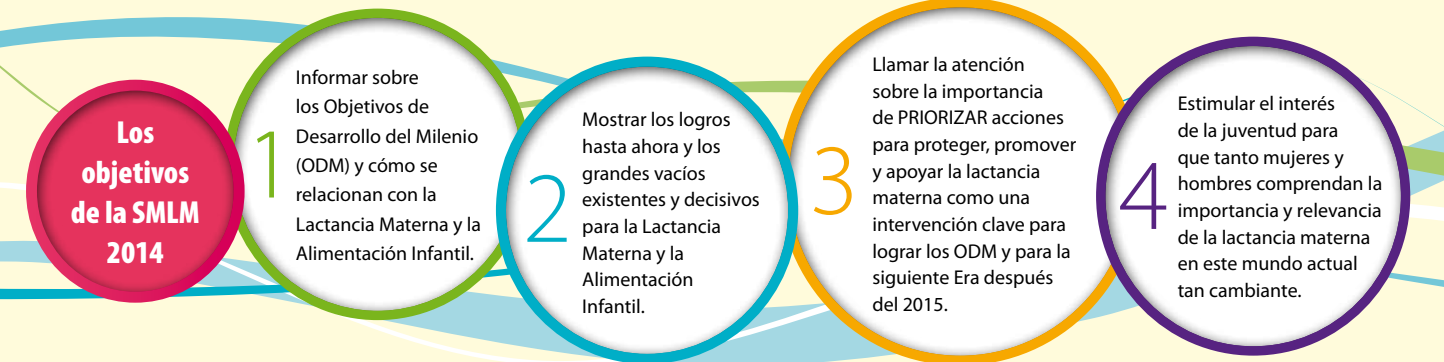 Los
objetivos
de la SMLM
2014
1
Informar sobre
los Objetivos de
Desarrollo del Milenio
(ODM) y cómo se
relacionan con la
Lactancia Materna y la
Alimentación Infantil.
2
Mostrar los logros
hasta ahora y los
grandes vacíos
existentes y decisivos
para la Lactancia
Materna y la
Alimentación
Infantil.
3
Llamar la atención
sobre la importancia
de PRIORIZAR acciones
para proteger, promover
y apoyar la lactancia
materna como una
intervención clave para
lograr los ODM y para la
siguiente Era después
del 2015.
4
Estimular el interés
de la juventud para
que tanto mujeres y
hombres comprendan la
importancia y relevancia
de la lactancia materna
en este mundo actual
tan cambiante.